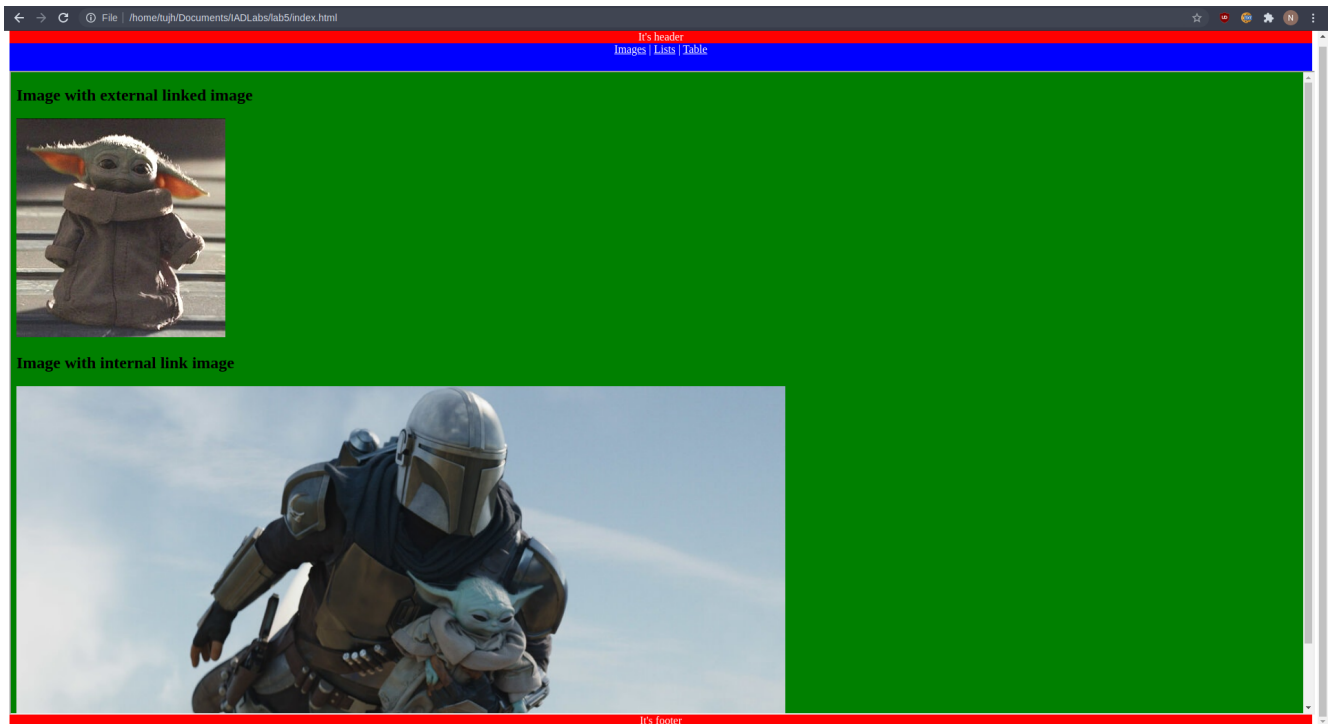 File | /home/tujh/Documents/IADLabs/lab5/index.html
N
It's header
Images | Lists | Table
Image with external linked image
Image with internal link image
It's footer